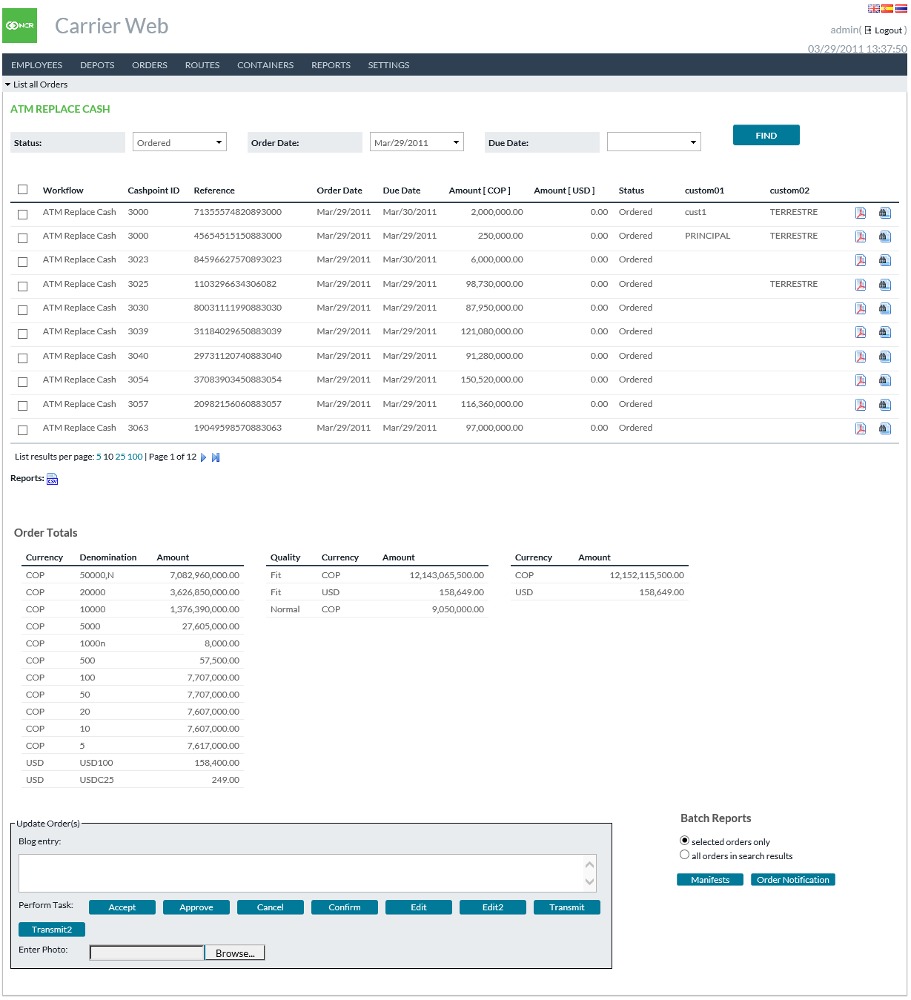 NCR
Carrier Web
admin( Logout )
03/29/2011 13:37:50
EMPLOYEES DEPOTS ORDERS ROUTES CONTAINERS REPORTS SETTINGS
List all Orders
ATM REPLACE CASH
Status: Ordered Order Date: Mar/29/2011 Due Date: FIND
Workflow Cashpoint ID Reference Order Date Due Date Amount [ COP ] Amount [ USD ] Status custom01 custom02
ATM Replace Cash 3000 71355574820893000 Mar/29/2011 Mar/30/2011 2,000,000.00 0.00 Ordered cust1 TERRESTRE
ATM Replace Cash 3000 45654515150883000 Mar/29/2011 Mar/29/2011 250,000.00 0.00 Ordered PRINCIPAL TERRESTRE
ATM Replace Cash 3023 84596627570893023 Mar/29/2011 Mar/30/2011 6,000,000.00 0.00 Ordered
ATM Replace Cash 3025 1103296634306082 Mar/29/2011 Mar/29/2011 98,730,000.00 0.00 Ordered TERRESTRE
ATM Replace Cash 3030 80031111990883030 Mar/29/2011 Mar/29/2011 87,950,000.00 0.00 Ordered
ATM Replace Cash 3039 31184029650883039 Mar/29/2011 Mar/29/2011 121,080,000.00 0.00 Ordered
ATM Replace Cash 3040 29731120740883040 Mar/29/2011 Mar/29/2011 91,280,000.00 0.00 Ordered
ATM Replace Cash 3054 37083903450883054 Mar/29/2011 Mar/29/2011 150,520,000.00 0.00 Ordered
ATM Replace Cash 3057 20982156060883057 Mar/29/2011 Mar/29/2011 116,360,000.00 0.00 Ordered
ATM Replace Cash 3063 19049598570883063 Mar/29/2011 Mar/29/2011 97,000,000.00 0.00 Ordered
List results per page: 5 10 25 100 | Page 1 of 12
Reports: CSV
Order Totals
Currency Denomination Amount
COP 50000,N 7,082,960,000.00
COP 20000 3,626,850,000.00
COP 10000 1,376,390,000.00
COP 5000 27,605,000.00
COP 1000n 8,000.00
COP 500 57,500.00
COP 100 7,707,000.00
COP 50 7,707,000.00
COP 20 7,607,000.00
COP 10 7,607,000.00
COP 5 7,617,000.00
USD USD100 158,400.00
USD USDC25 249.00
Quality Currency Amount
Fit COP 12,143,065,500.00
Fit USD 158,649.00
Normal COP 9,050,000.00
Currency Amount
COP 12,152,115,500.00
USD 158,649.00
Update Order(s)
Blog entry:
Perform Task: Accept Approve Cancel Confirm Edit Edit2 Transmit
Transmit2
Enter Photo: Browse...
Batch Reports
selected orders only
all orders in search results
Manifests Order Notification